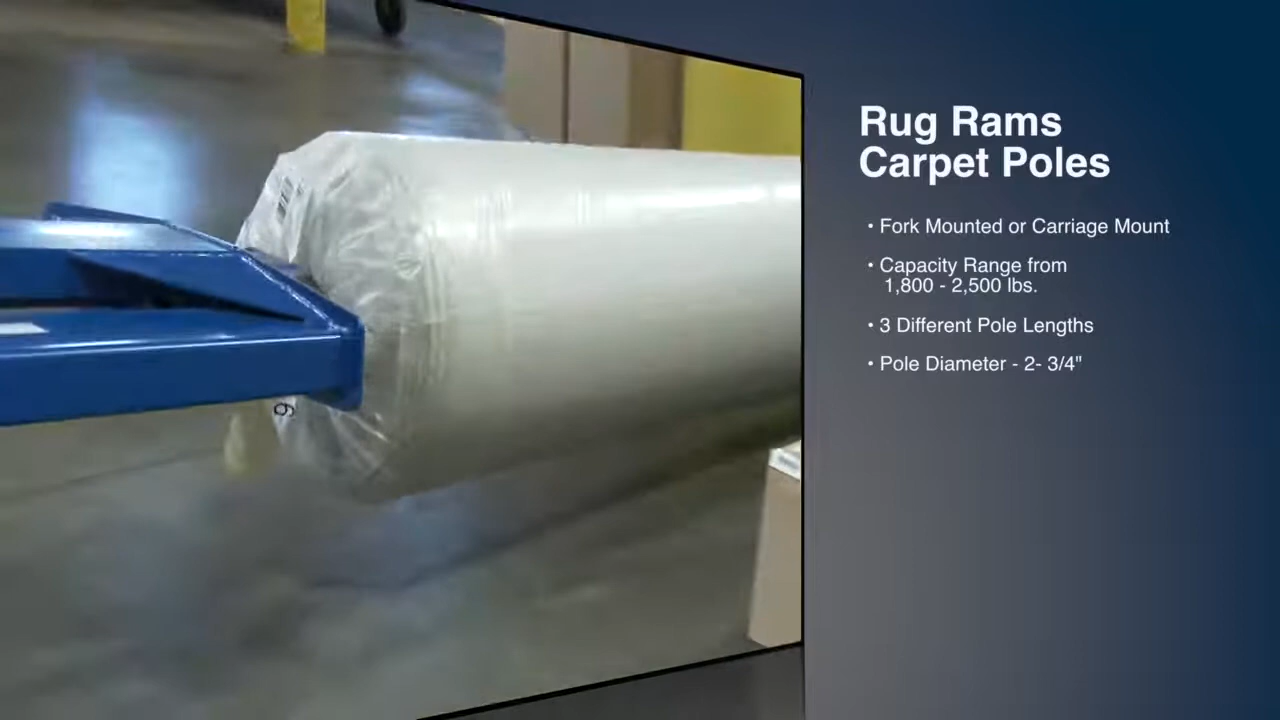 Rug Rams
Carpet Poles
• Fork Mounted or Carriage Mount
• Capacity Range from
1,800 - 2,500 lbs.
• 3 Different Pole Lengths
• Pole Diameter - 2- 3/4"